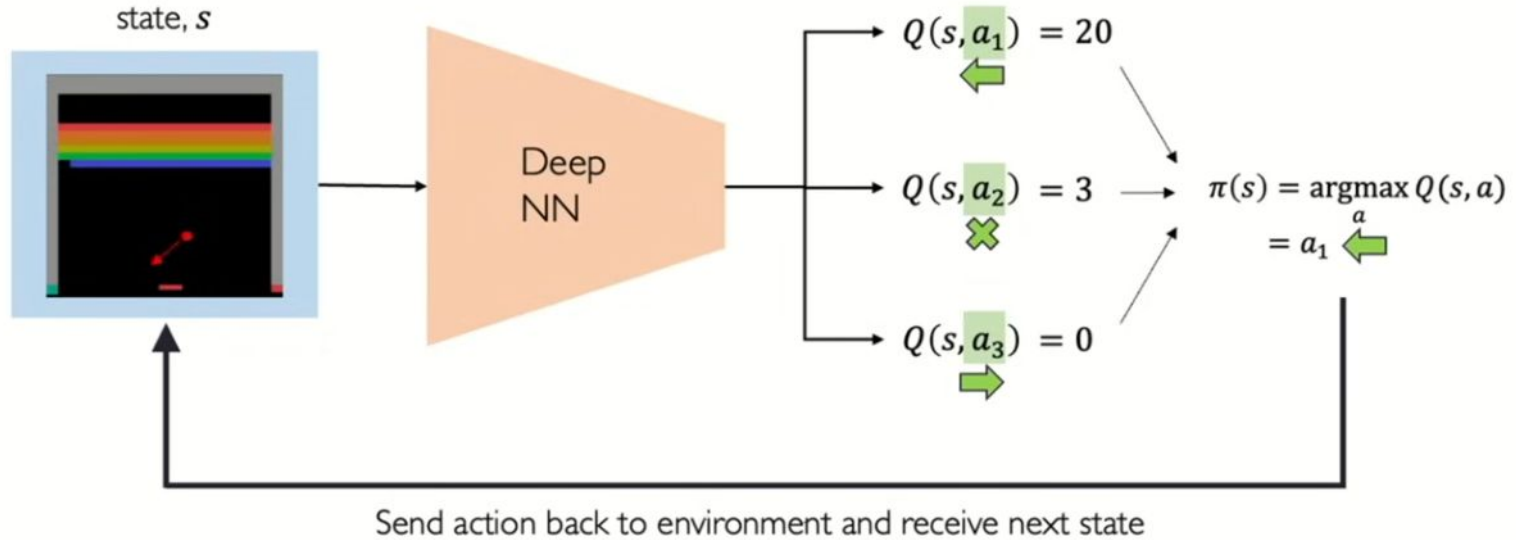 state, s
Deep
NN
Q(s, a₁) = 20
Q(s, a₂) = 3
Q(s, a₃) = 0
π(s) = argmax Q(s, a)
a
= a₁
Send action back to environment and receive next state